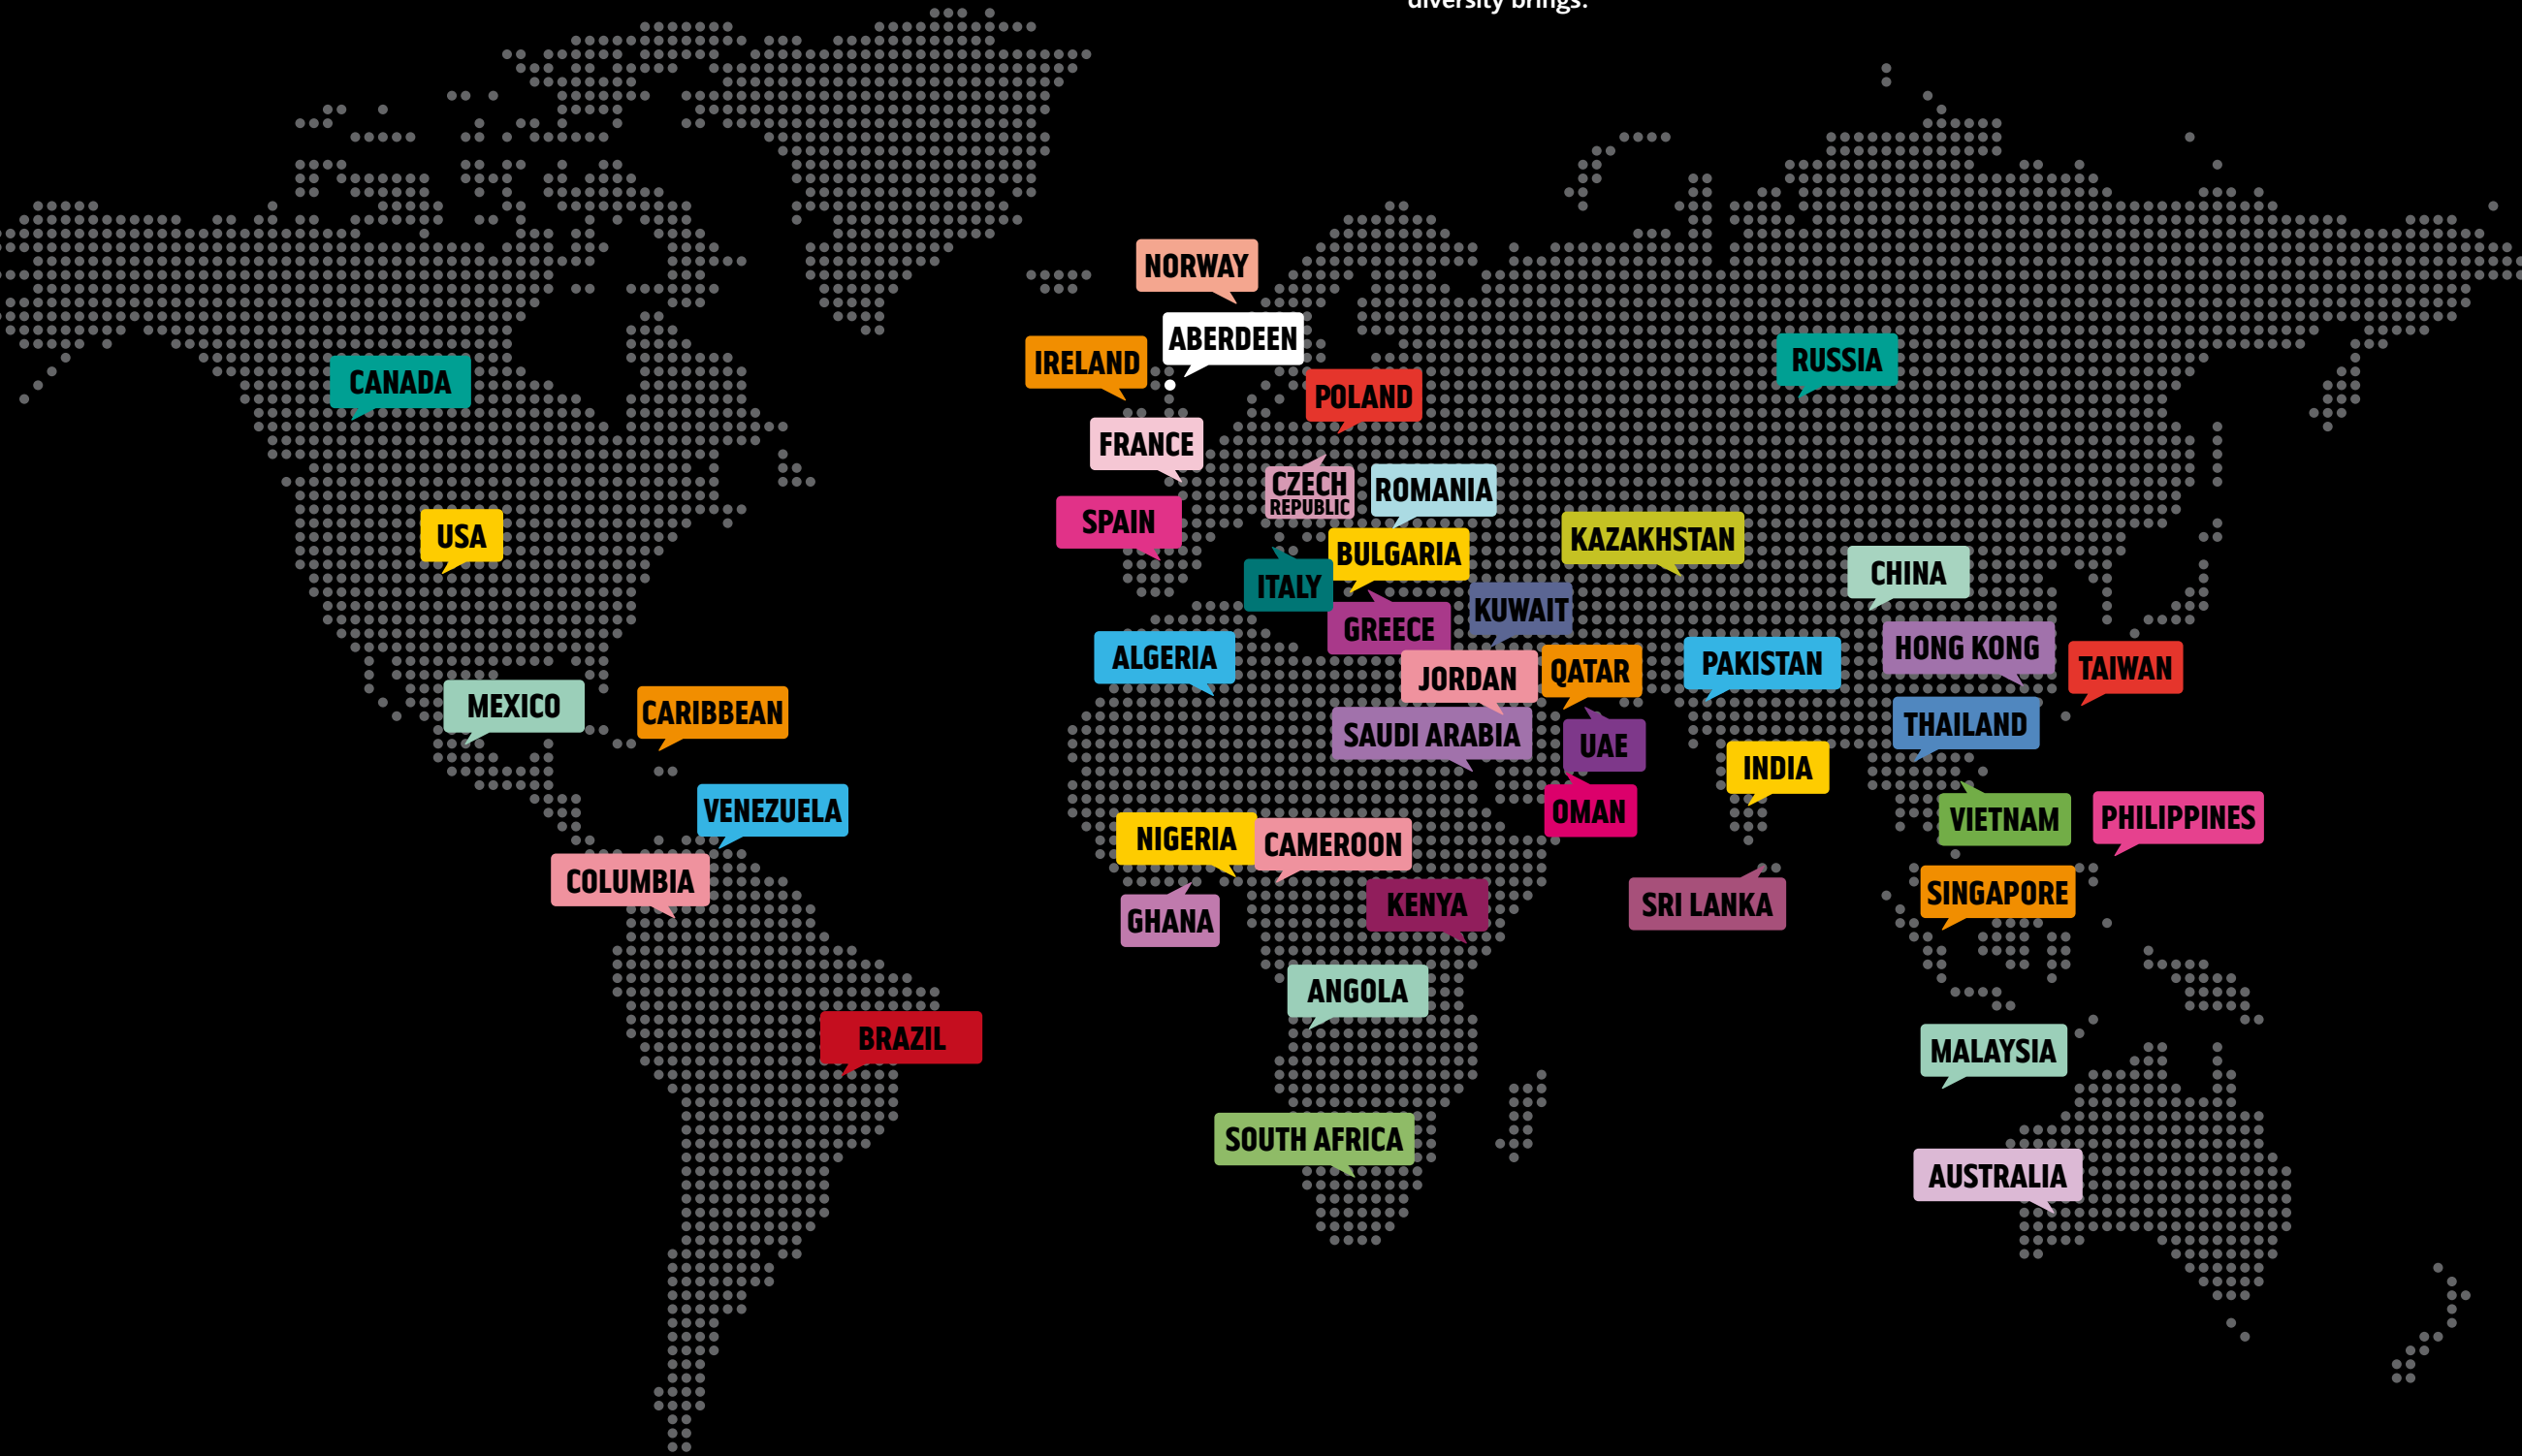 diversity brings.
NORWAY
ABERDEEN
IRELAND
RUSSIA
CANADA
POLAND
FRANCE
CZECH
REPUBLIC
ROMANIA
SPAIN
USA
KAZAKHSTAN
BULGARIA
CHINA
ITALY
KUWAIT
GREECE
HONG KONG
ALGERIA
PAKISTAN
TAIWAN
QATAR
JORDAN
MEXICO
CARIBBEAN
THAILAND
SAUDI ARABIA
UAE
INDIA
VENEZUELA
OMAN
PHILIPPINES
VIETNAM
NIGERIA
CAMEROON
COLUMBIA
SINGAPORE
KENYA
SRI LANKA
GHANA
ANGOLA
BRAZIL
MALAYSIA
SOUTH AFRICA
AUSTRALIA